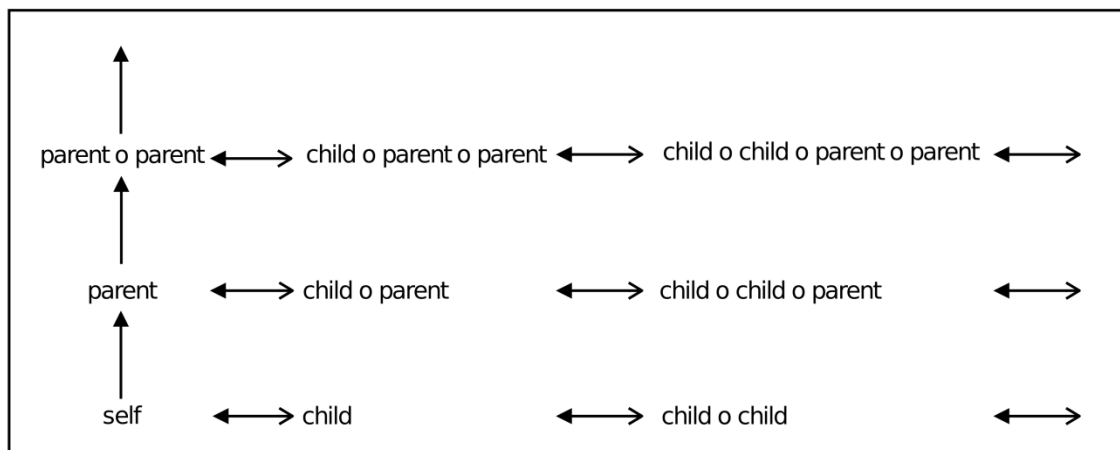 parent o parent child o parent o parent child o child o parent o parent
parent child o parent child o child o parent
self child child o child